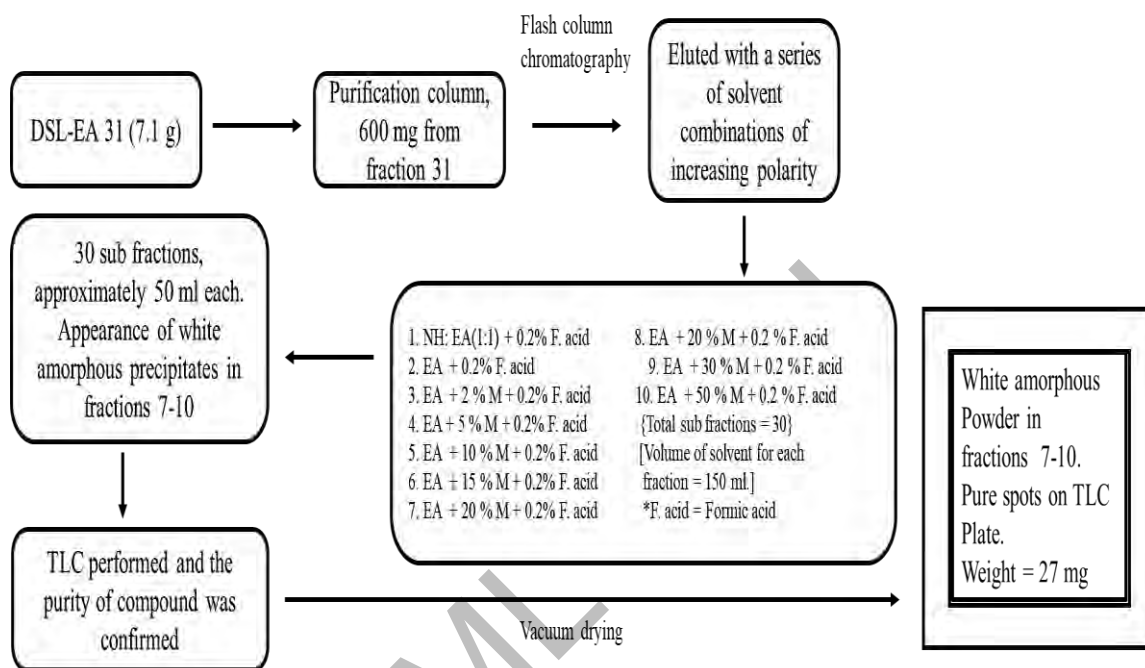 DSL-EA 31 (7.1 g)
Purification column,
600 mg from
fraction 31
Flash column
chromatography
Eluted with a series
of solvent
combinations of
increasing polarity
1. NH: EA(1:1) + 0.2% F. acid
2. EA + 0.2% F. acid
3. EA + 2 % M + 0.2% F. acid
4. EA + 5 % M + 0.2% F. acid
5. EA + 10 % M + 0.2% F. acid
6. EA + 15 % M + 0.2% F. acid
7. EA + 20 % M + 0.2% F. acid
8. EA + 20 % M + 0.2 % F. acid
9. EA + 30 % M + 0.2 % F. acid
10. EA + 50 % M + 0.2 % F. acid
{Total sub fractions = 30}
[Volume of solvent for each
fraction = 150 ml.]
*F. acid = Formic acid
30 sub fractions,
approximately 50 ml each.
Appearance of white
amorphous precipitates in
fractions 7-10
TLC performed and the
purity of compound was
confirmed
Vacuum drying
White amorphous
Powder in
fractions 7-10.
Pure spots on TLC
Plate.
Weight = 27 mg
ML